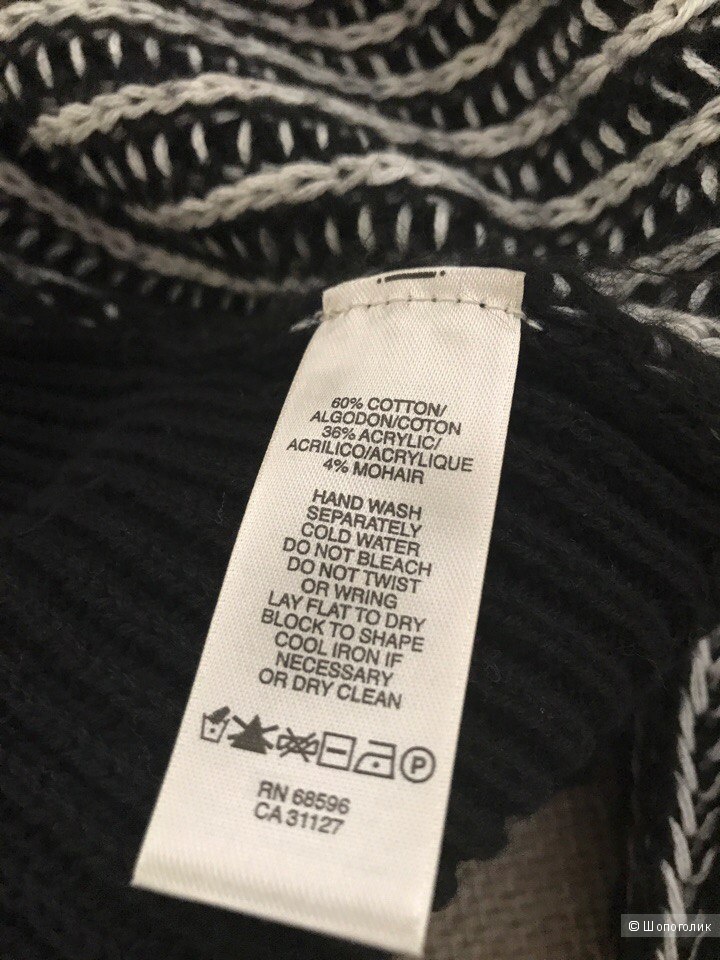 60% COTTON/
ALGODON/COTON
36% ACRYLIC/
ACRILICO/ACRYLIQUE
4% MOHAIR
HAND WASH
SEPARATELY
COLD WATER
DO NOT BLEACH
DO NOT TWIST
OR WRING
LAY FLAT TO DRY
BLOCK TO SHAPE
COOL IRON IF
NECESSARY
OR DRY CLEAN
P
RN 68596
CA 31127
© Шопоголик